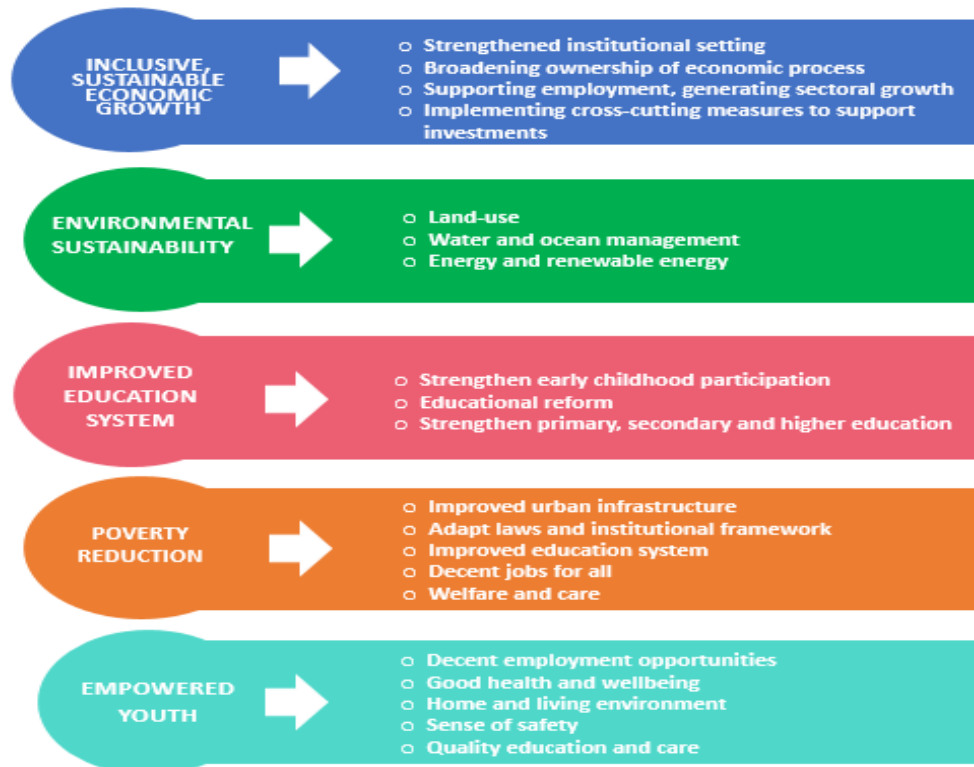 INCLUSIVE,
SUSTAINABLE
ECONOMIC
GROWTH
○ Strengthened institutional setting
○ Broadening ownership of economic process
○ Supporting employment, generating sectoral growth
○ Implementing cross-cutting measures to support
investments
ENVIRONMENTAL
SUSTAINABILITY
○ Land-use
○ Water and ocean management
○ Energy and renewable energy
IMPROVED
EDUCATION
SYSTEM
○ Strengthen early childhood participation
○ Educational reform
○ Strengthen primary, secondary and higher education
POVERTY
REDUCTION
○ Improved urban infrastructure
○ Adapt laws and institutional framework
○ Improved education system
○ Decent jobs for all
○ Welfare and care
EMPOWERED
YOUTH
○ Decent employment opportunities
○ Good health and wellbeing
○ Home and living environment
○ Sense of safety
○ Quality education and care